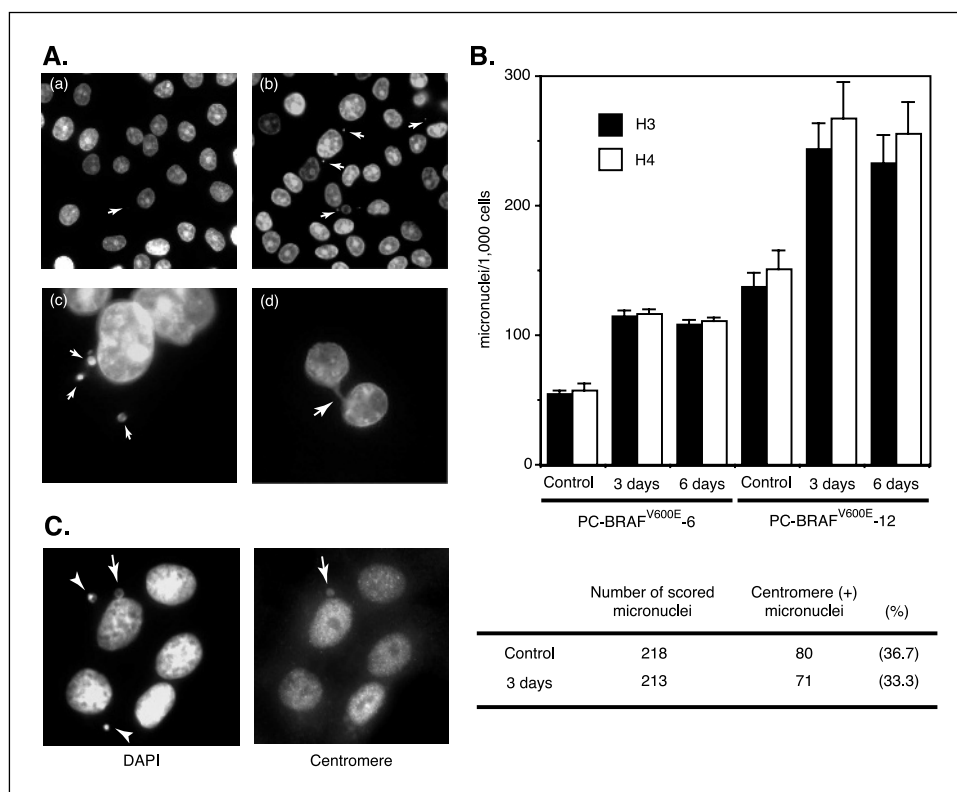 A.
(a)
(b)
(c)
(d)
B.
300
200
100
0
micronuclei/1,000 cells
H3
H4
Control 3 days 6 days Control 3 days 6 days
PC-BRAFV600E-6 PC-BRAFV600E-12
C.
DAPI Centromere
Number of scored micronuclei Centromere (+) micronuclei (%)
Control 218 80 (36.7)
3 days 213 71 (33.3)